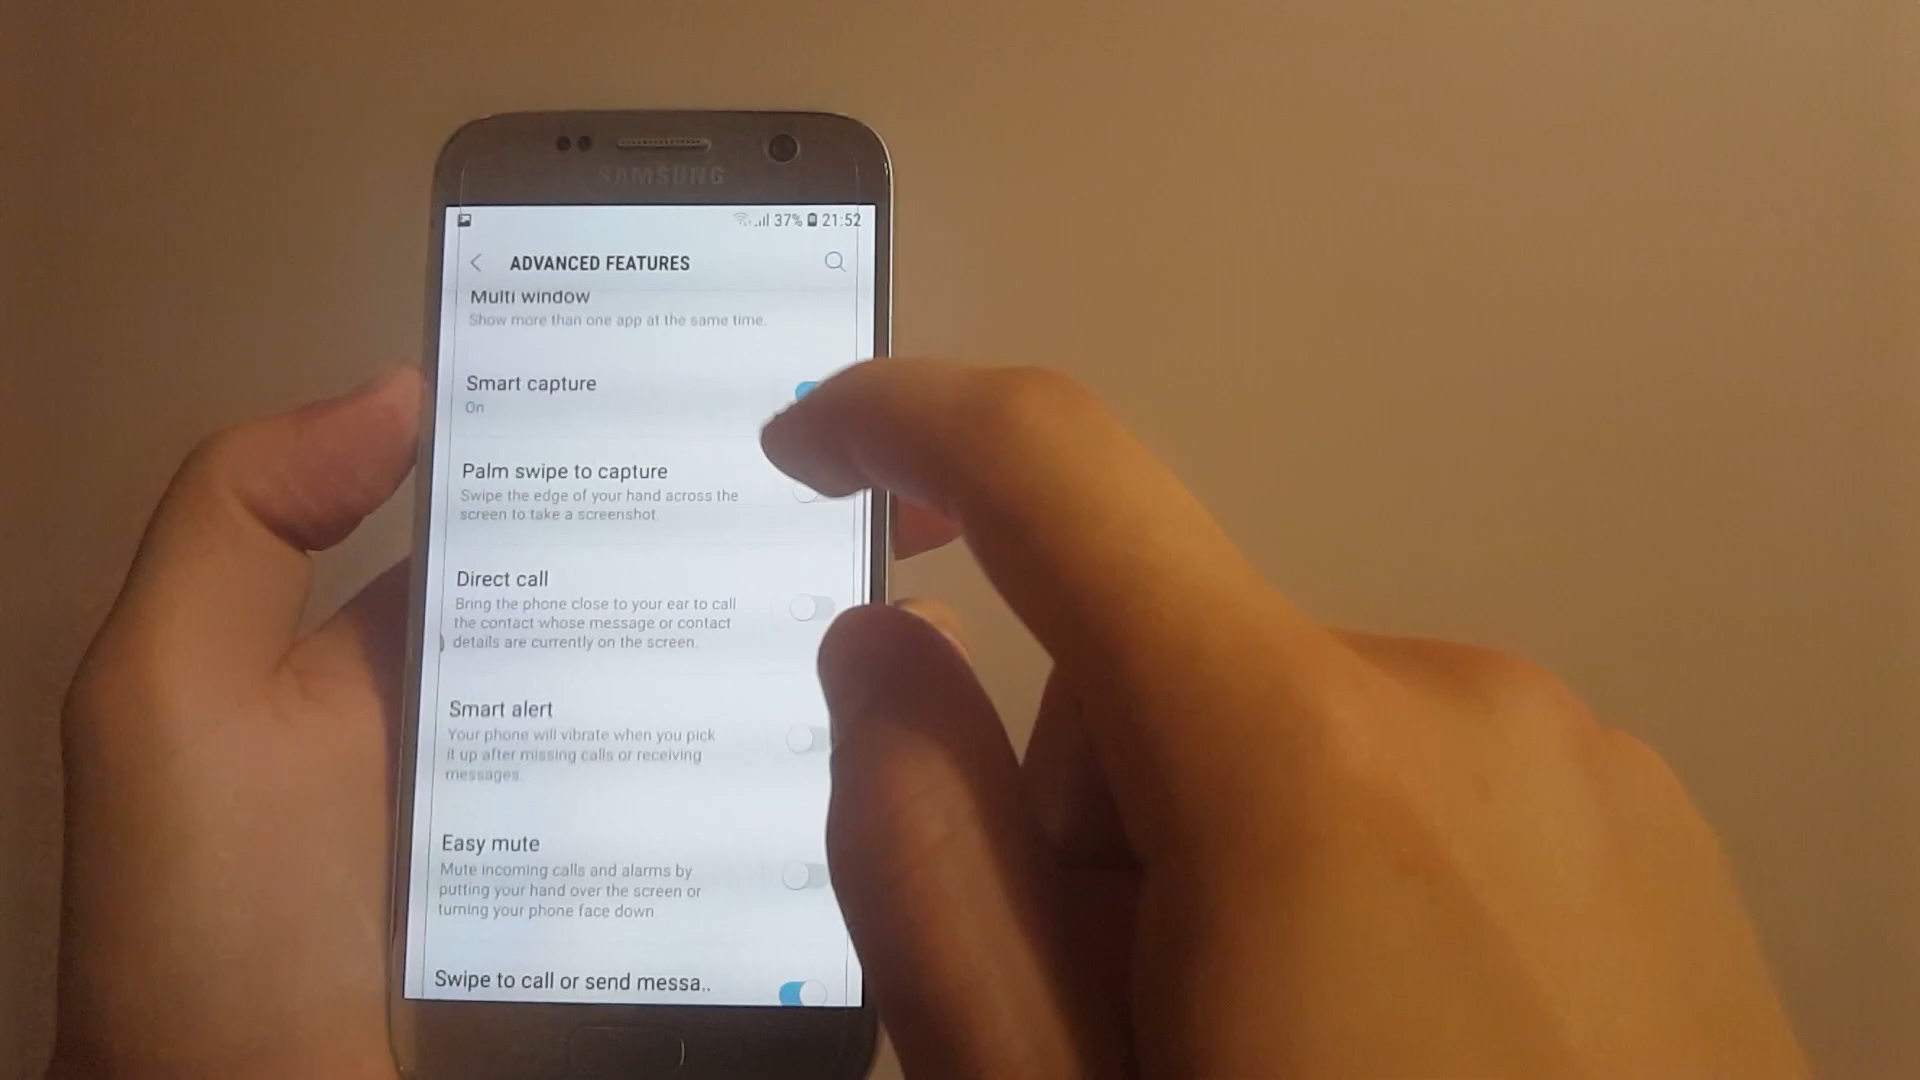 SAMSUNG
37% 21:52
ADVANCED FEATURES
Multi window
Show more than one app at the same time.
Smart capture
On
Palm swipe to capture
Swipe the edge of your hand across the
screen to take a screenshot.
Direct call
Bring the phone close to your ear to call
the contact whose message or contact
details are currently on the screen.
Smart alert
Your phone will vibrate when you pick
it up after missing calls or receiving
messages.
Easy mute
Mute incoming calls and alarms by
putting your hand over the screen or
turning your phone face down.
Swipe to call or send messa..